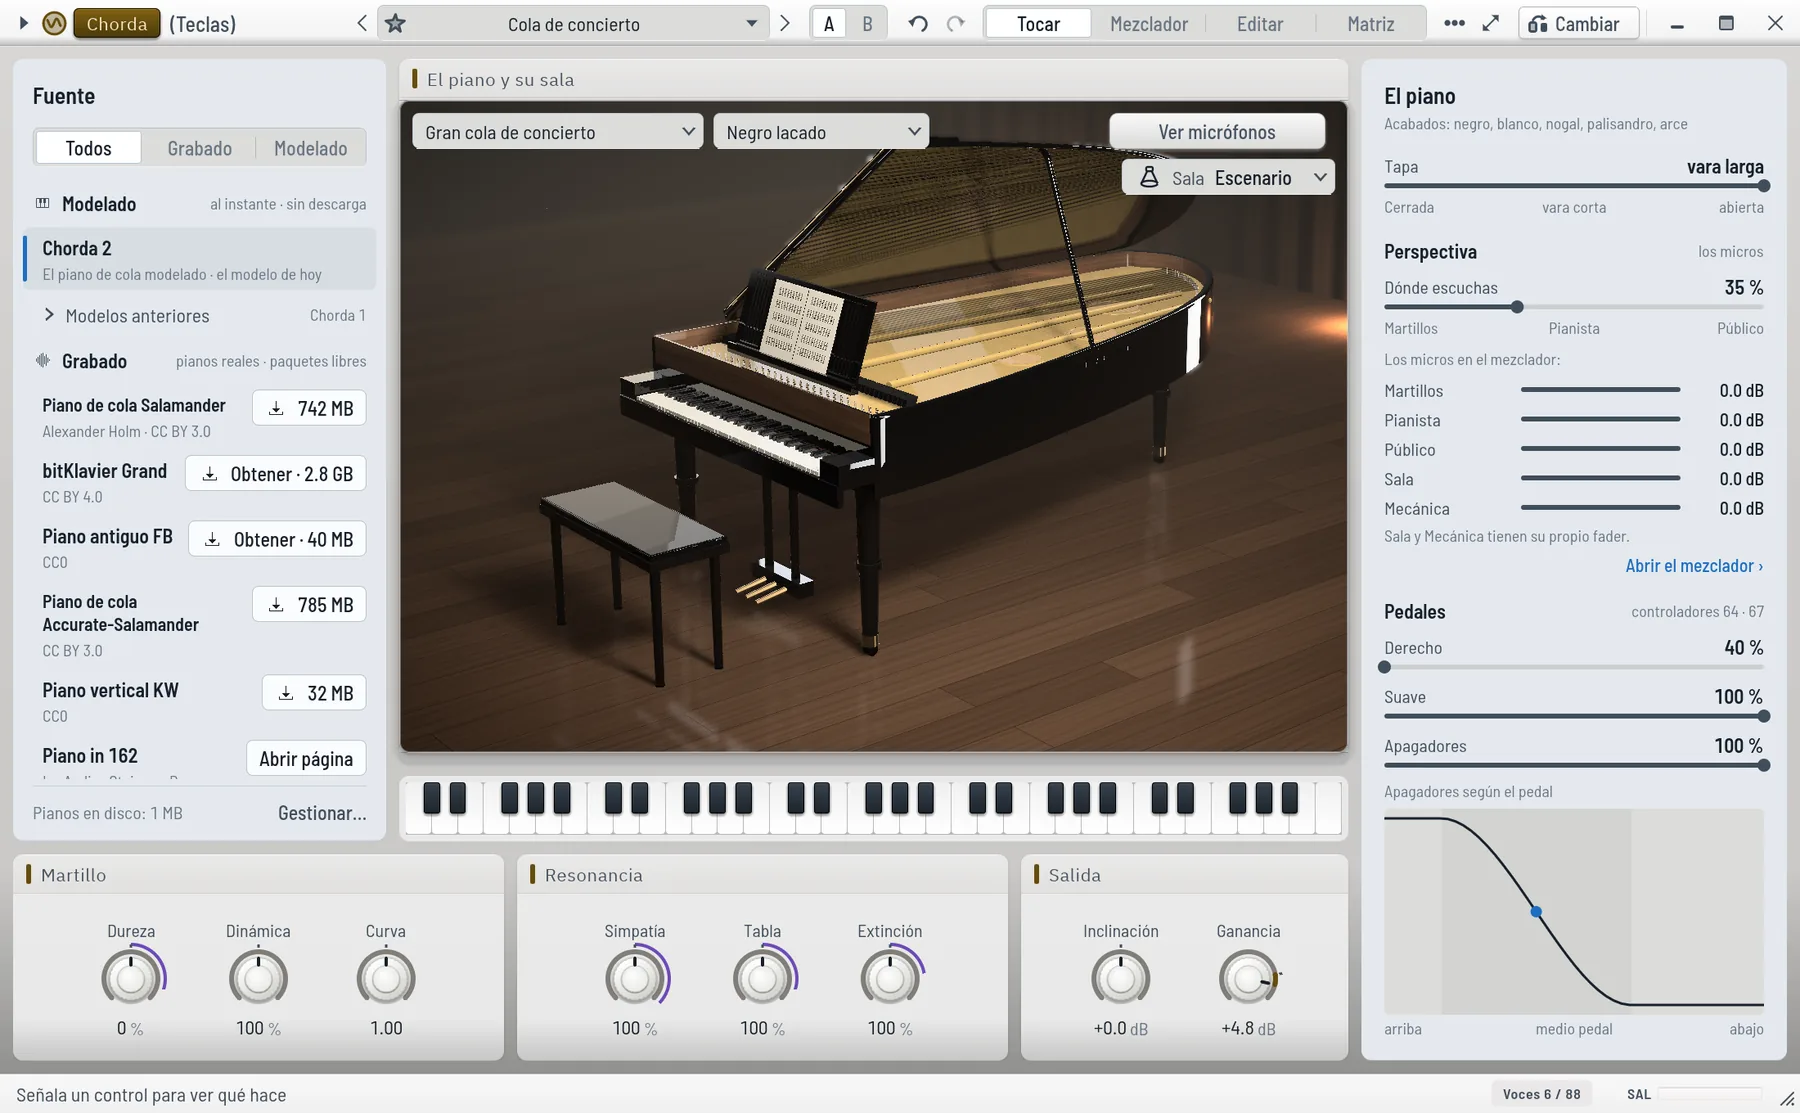 Chorda (Teclas)
Cola de concierto
A B
Tocar Mezclador Editar Matriz
Cambiar
Fuente
Todos Grabado Modelado
Modelado al instante · sin descarga
Chorda 2
El piano de cola modelado · el modelo de hoy
Modelos anteriores Chorda 1
Grabado pianos reales · paquetes libres
Piano de cola Salamander 742 MB
Alexander Holm · CC BY 3.0
bitKlavier Grand Obtener · 2.8 GB
CC BY 4.0
Piano antiguo FB Obtener · 40 MB
CC0
Piano de cola
Accurate-Salamander 785 MB
CC BY 3.0
Piano vertical KW 32 MB
CC0
Piano in 162 Abrir página
Pianos en disco: 1 MB Gestionar...
El piano y su sala
Gran cola de concierto Negro lacado Ver micrófonos
Sala Escenario
Martillo
Dureza Dinámica Curva
0 % 100 % 1.00
Resonancia
Simpatía Tabla Extinción
100 % 100 % 100 %
Salida
Inclinación Ganancia
+0.0 dB +4.8 dB
El piano
Acabados: negro, blanco, nogal, palisandro, arce
Tapa vara larga
Cerrada vara corta abierta
Perspectiva los micros
Dónde escuchas 35 %
Martillos Pianista Público
Los micros en el mezclador:
Martillos 0.0 dB
Pianista 0.0 dB
Público 0.0 dB
Sala 0.0 dB
Mecánica 0.0 dB
Sala y Mecánica tienen su propio fader.
Abrir el mezclador ›
Pedales controladores 64 · 67
Derecho 40 %
Suave 100 %
Apagadores 100 %
Apagadores según el pedal
arriba medio pedal abajo
Señala un control para ver qué hace
Voces 6 / 88 SAL